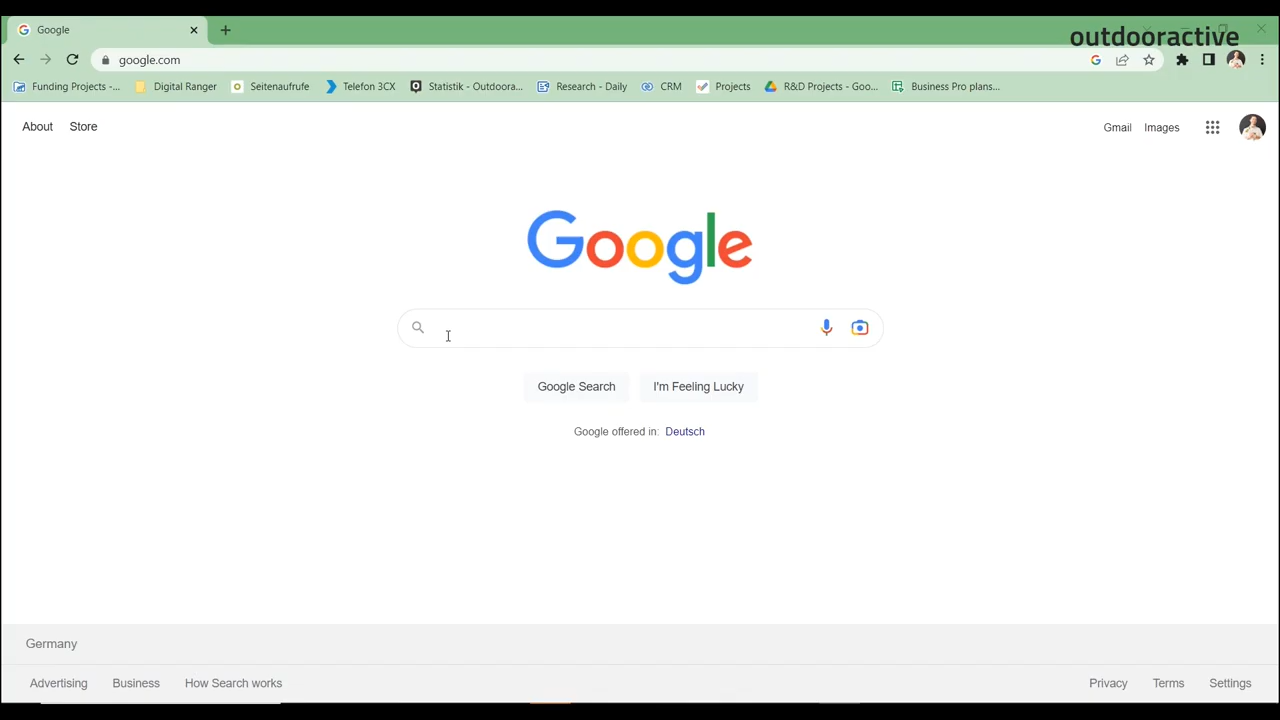 Google
outdooractive
google.com
Funding Projects -... Digital Ranger Seitenaufrufe Telefon 3CX Statistik - Outdoora... Research - Daily CRM Projects R&D Projects - Goo... Business Pro plans...
About Store Gmail Images
Google
Google Search I'm Feeling Lucky
Google offered in: Deutsch
Germany
Advertising Business How Search works Privacy Terms Settings